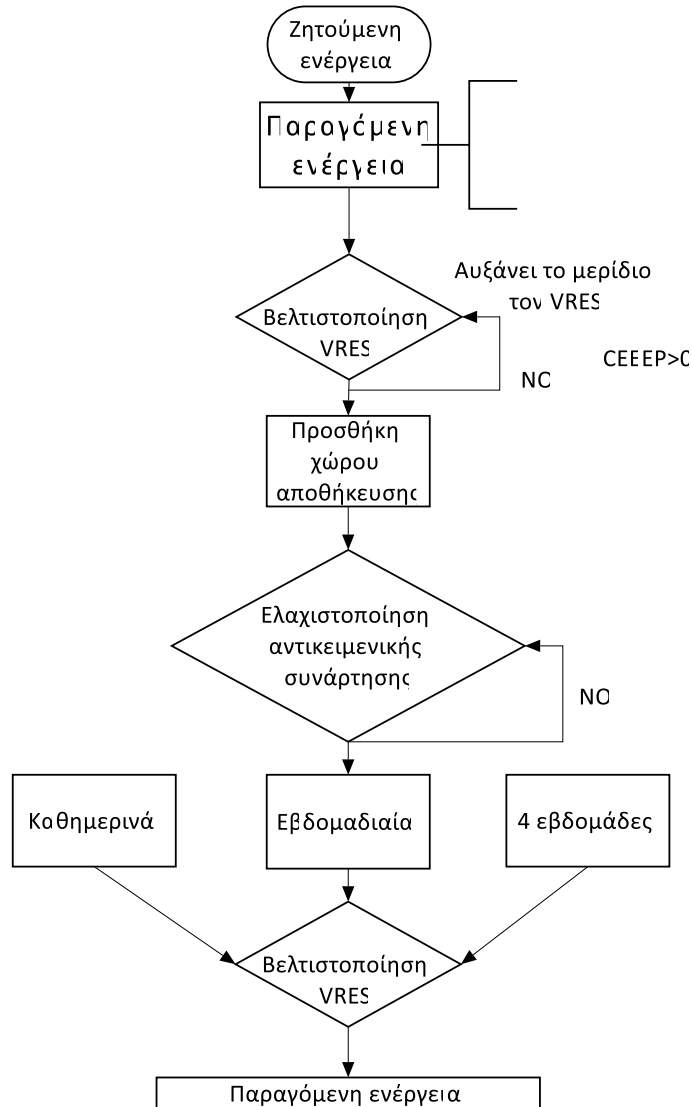 Ζητούμενη
ενέργεια
Παραγόμενη
ενέργεια
Αυξάνει το μερίδιο
τον VRES
Βελτιστοποίηση
VRES
CEEEP>0
NO
Προσθήκη
χώρου
αποθήκευσης
Ελαχιστοποίηση
αντικειμενικής
συνάρτησης
NO
Καθημερινά
Εβδομαδιαία
4 εβδομάδες
Βελτιστοποίηση
VRES
Παραγόμενη ενέργεια